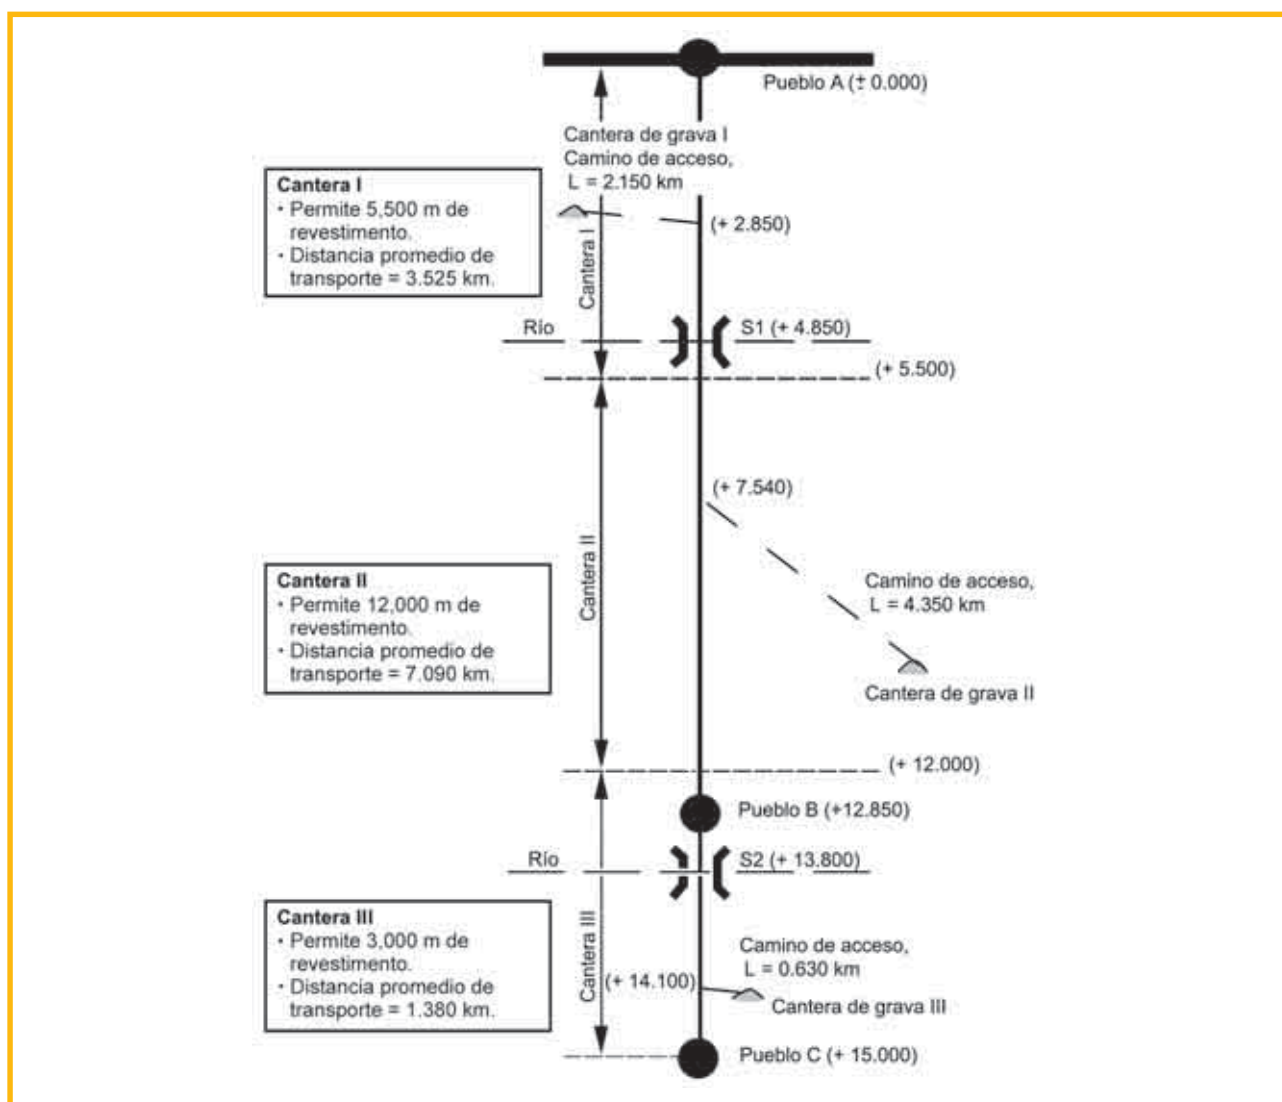 Pueblo A (± 0.000)
Cantera de grava I
Camino de acceso,
L = 2.150 km
Cantera I
• Permite 5,500 m de
revestimento.
• Distancia promedio de
transporte = 3.525 km.
(+ 2.850)
Cantera I
Río
S1 (+ 4.850)
(+ 5.500)
(+ 7.540)
Cantera II
Cantera II
• Permite 12,000 m de
revestimento.
• Distancia promedio de
transporte = 7.090 km.
Camino de acceso,
L = 4.350 km
Cantera de grava II
(+ 12.000)
Pueblo B (+12.850)
Río
S2 (+ 13.800)
Cantera III
• Permite 3,000 m de
revestimento.
• Distancia promedio de
transporte = 1.380 km.
Cantera III
(+ 14.100)
Camino de acceso,
L = 0.630 km
Cantera de grava III
Pueblo C (+ 15.000)